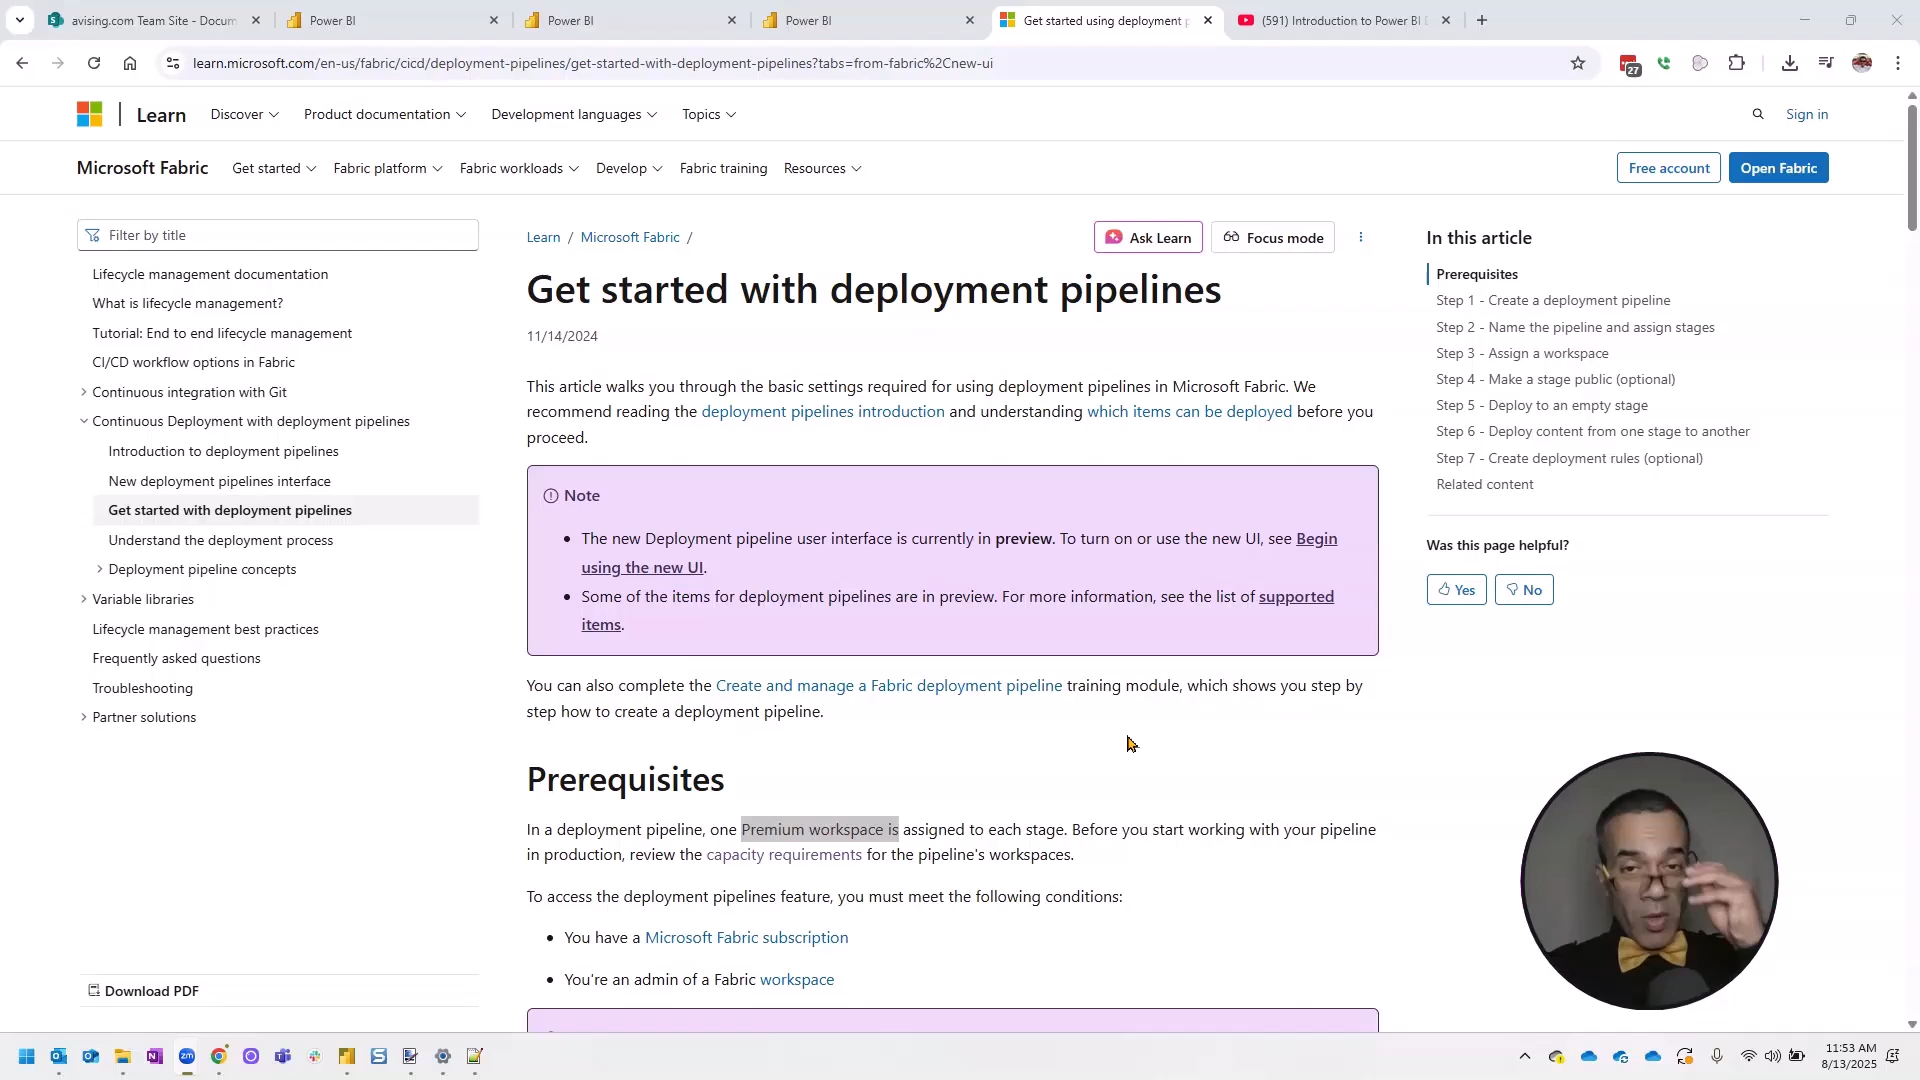 avising.com Team Site - Docum
Power BI
Power BI
Power BI
Get started using deployment p
(591) Introduction to Power BI
learn.microsoft.com/en-us/fabric/cicd/deployment-pipelines/get-started-with-deployment-pipelines?tabs=from-fabric%2Cnew-ui
27
Learn
Discover
Product documentation
Development languages
Topics
Sign in
Microsoft Fabric
Get started
Fabric platform
Fabric workloads
Develop
Fabric training
Resources
Free account
Open Fabric
Filter by title
Lifecycle management documentation
What is lifecycle management?
Tutorial: End to end lifecycle management
CI/CD workflow options in Fabric
Continuous integration with Git
Continuous Deployment with deployment pipelines
Introduction to deployment pipelines
New deployment pipelines interface
Get started with deployment pipelines
Understand the deployment process
Deployment pipeline concepts
Variable libraries
Lifecycle management best practices
Frequently asked questions
Troubleshooting
Partner solutions
Download PDF
Learn / Microsoft Fabric /
Ask Learn
Focus mode
Get started with deployment pipelines
11/14/2024
This article walks you through the basic settings required for using deployment pipelines in Microsoft Fabric. We
recommend reading the deployment pipelines introduction and understanding which items can be deployed before you
proceed.
Note
• The new Deployment pipeline user interface is currently in preview. To turn on or use the new UI, see Begin
using the new UI.
• Some of the items for deployment pipelines are in preview. For more information, see the list of supported
items.
You can also complete the Create and manage a Fabric deployment pipeline training module, which shows you step by
step how to create a deployment pipeline.
Prerequisites
In a deployment pipeline, one Premium workspace is assigned to each stage. Before you start working with your pipeline
in production, review the capacity requirements for the pipeline's workspaces.
To access the deployment pipelines feature, you must meet the following conditions:
• You have a Microsoft Fabric subscription
• You're an admin of a Fabric workspace
In this article
Prerequisites
Step 1 - Create a deployment pipeline
Step 2 - Name the pipeline and assign stages
Step 3 - Assign a workspace
Step 4 - Make a stage public (optional)
Step 5 - Deploy to an empty stage
Step 6 - Deploy content from one stage to another
Step 7 - Create deployment rules (optional)
Related content
Was this page helpful?
Yes
No
zm
11:53 AM
8/13/2025